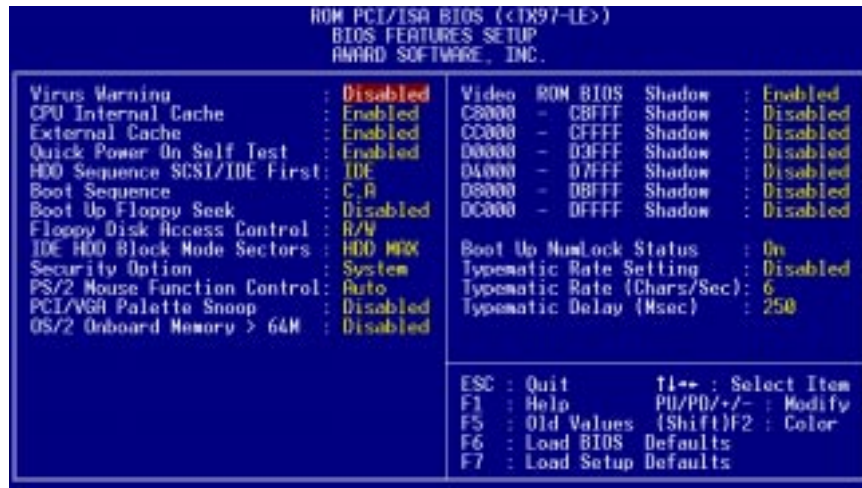 ROM PCI/ISA BIOS (<TX97-LE>)
BIOS FEATURES SETUP
AWARD SOFTWARE, INC.
Virus Warning : Disabled
CPU Internal Cache : Enabled
External Cache : Enabled
Quick Power On Self Test : Enabled
HDD Sequence SCSI/IDE First: IDE
Boot Sequence : C,A
Boot Up Floppy Seek : Disabled
Floppy Disk Access Control : R/W
IDE HDD Block Mode Sectors : HDD MAX
Security Option : System
PS/2 Mouse Function Control: Auto
PCI/VGA Palette Snoop : Disabled
OS/2 Onboard Memory > 64M : Disabled
Video ROM BIOS Shadow : Enabled
C8000 - CBFFF Shadow : Disabled
CC000 - CFFFF Shadow : Disabled
D0000 - D3FFF Shadow : Disabled
D4000 - D7FFF Shadow : Disabled
D8000 - DBFFF Shadow : Disabled
DC000 - DFFFF Shadow : Disabled
Boot Up NumLock Status : On
Typematic Rate Setting : Disabled
Typematic Rate (Chars/Sec): 6
Typematic Delay (Msec) : 250
ESC : Quit ↑↓→← : Select Item
F1 : Help PU/PD/+/- : Modify
F5 : Old Values (Shift)F2 : Color
F6 : Load BIOS Defaults
F7 : Load Setup Defaults